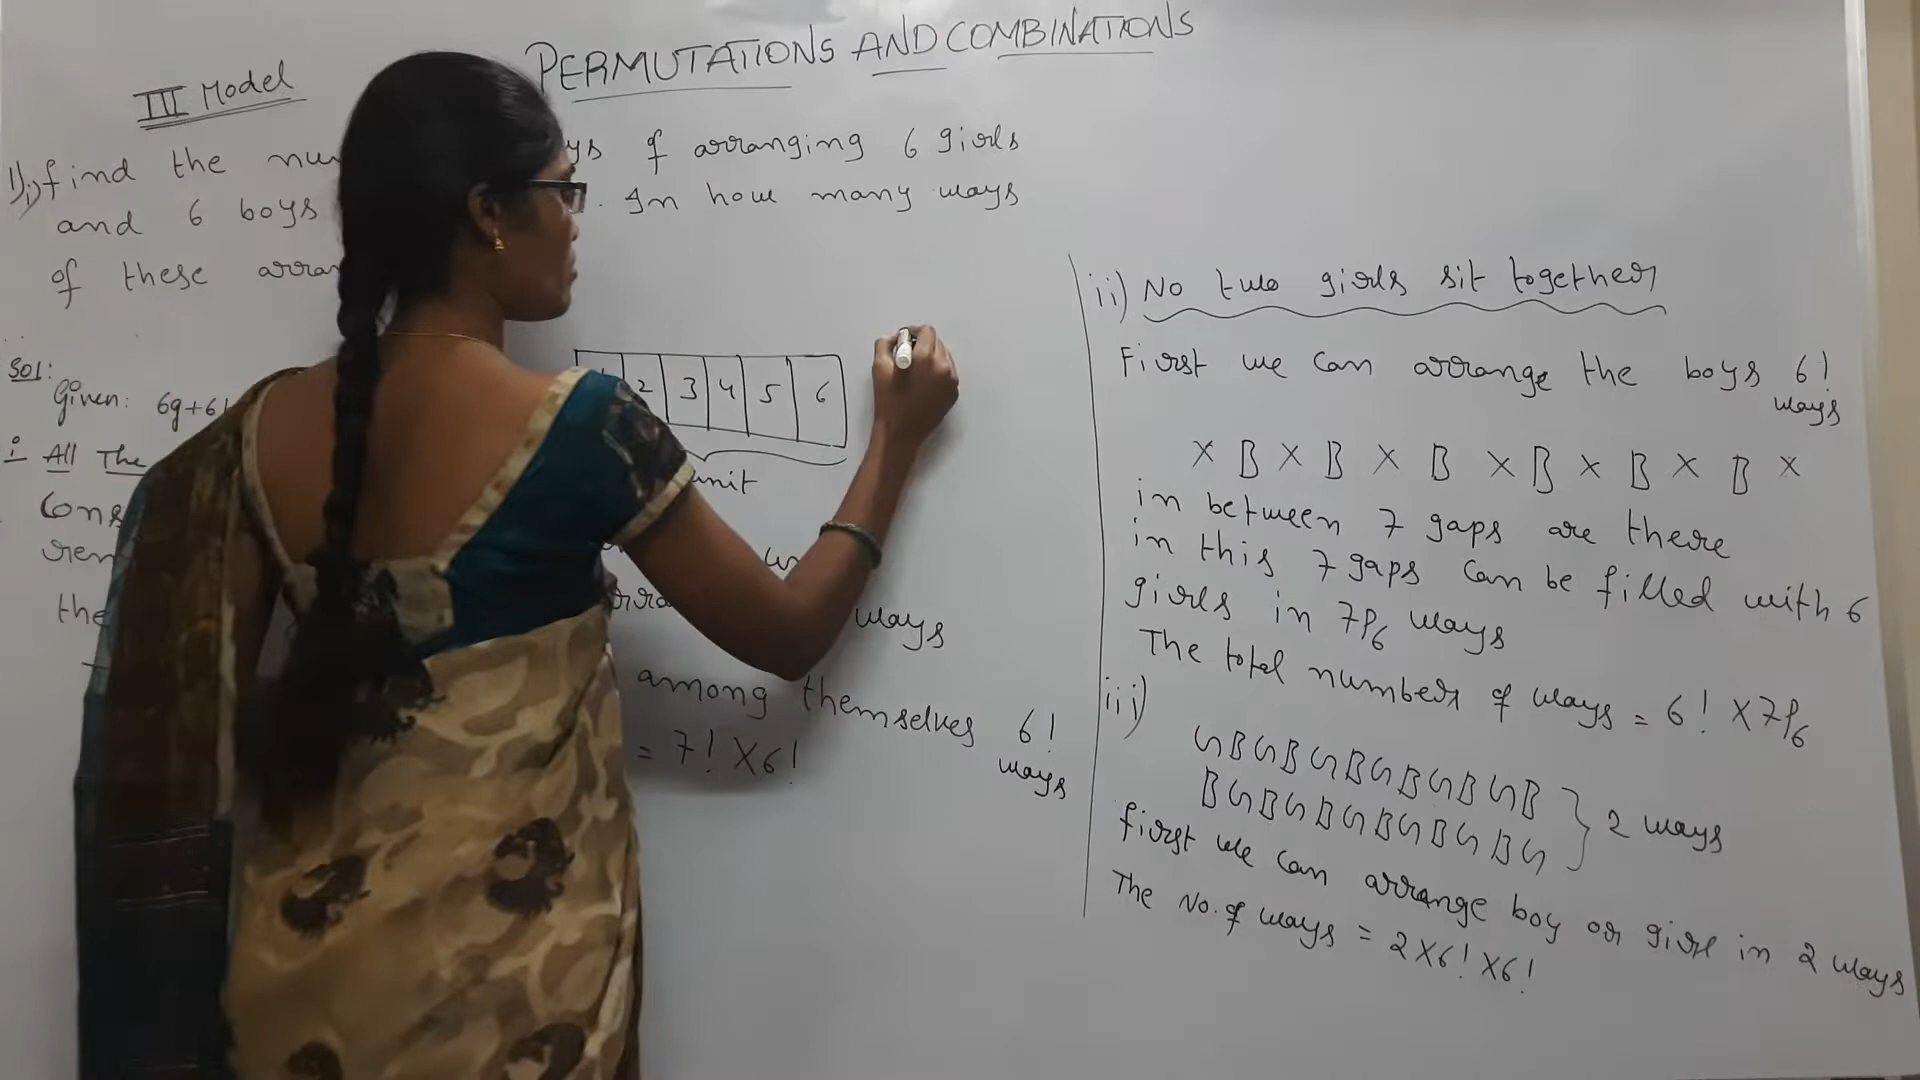 PERMUTATIONS AND COMBINATIONS
III Model
1) i) find the
of arranging 6 girls
and 6 boys
. In how many ways
of these
Sol:
Given: 6g+6
1 2 3 4 5 6
unit
i All The
the
ways
among themselves 6!
ways
= 7! X6!
ii) No two girls sit together
First we can arrange the boys 6!
ways
× B × B × B × B × B × B ×
in between 7 gaps are there
in this 7 gaps can be filled with 6
girls in 7P6 ways
The total number of ways = 6! X 7P6
iii)
GBGBGBGBGBGB
BGBGBGBGBGBG } 2 ways
first we can arrange boy or girl in 2 ways
The No. of ways = 2X6! X6!